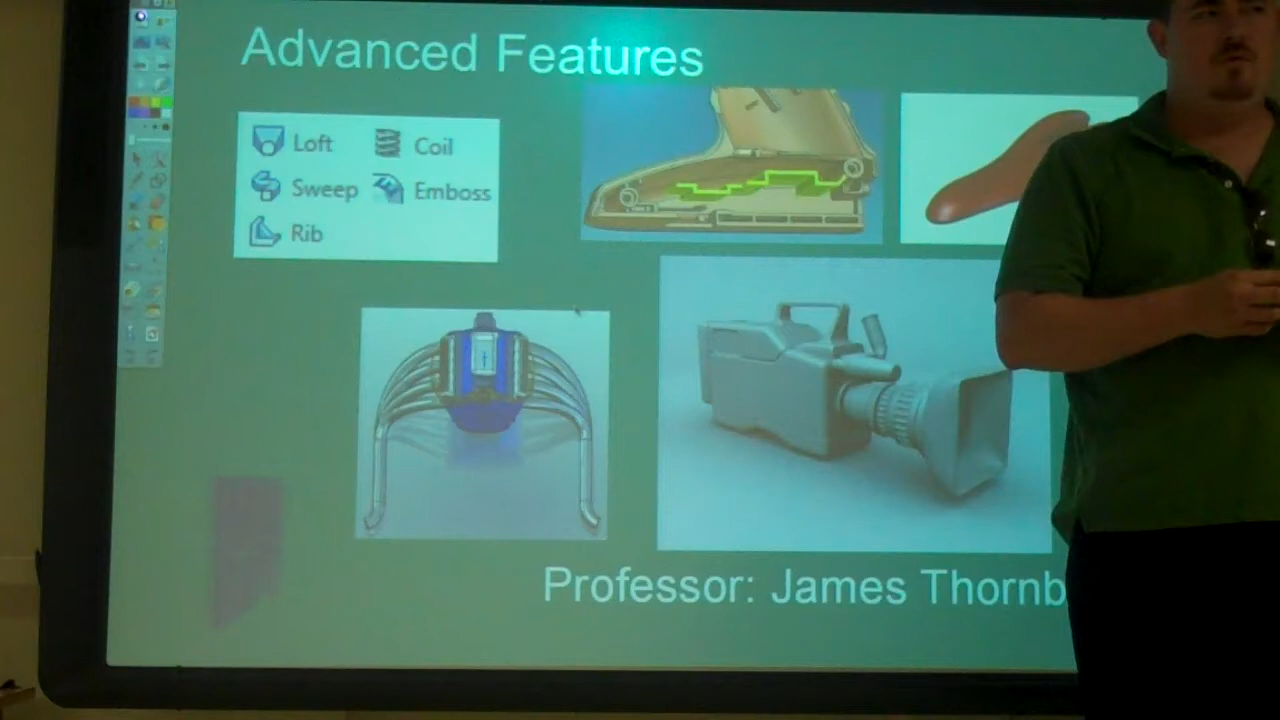 Advanced Features
Loft Coil
Sweep Emboss
Rib
Professor: James Thornb